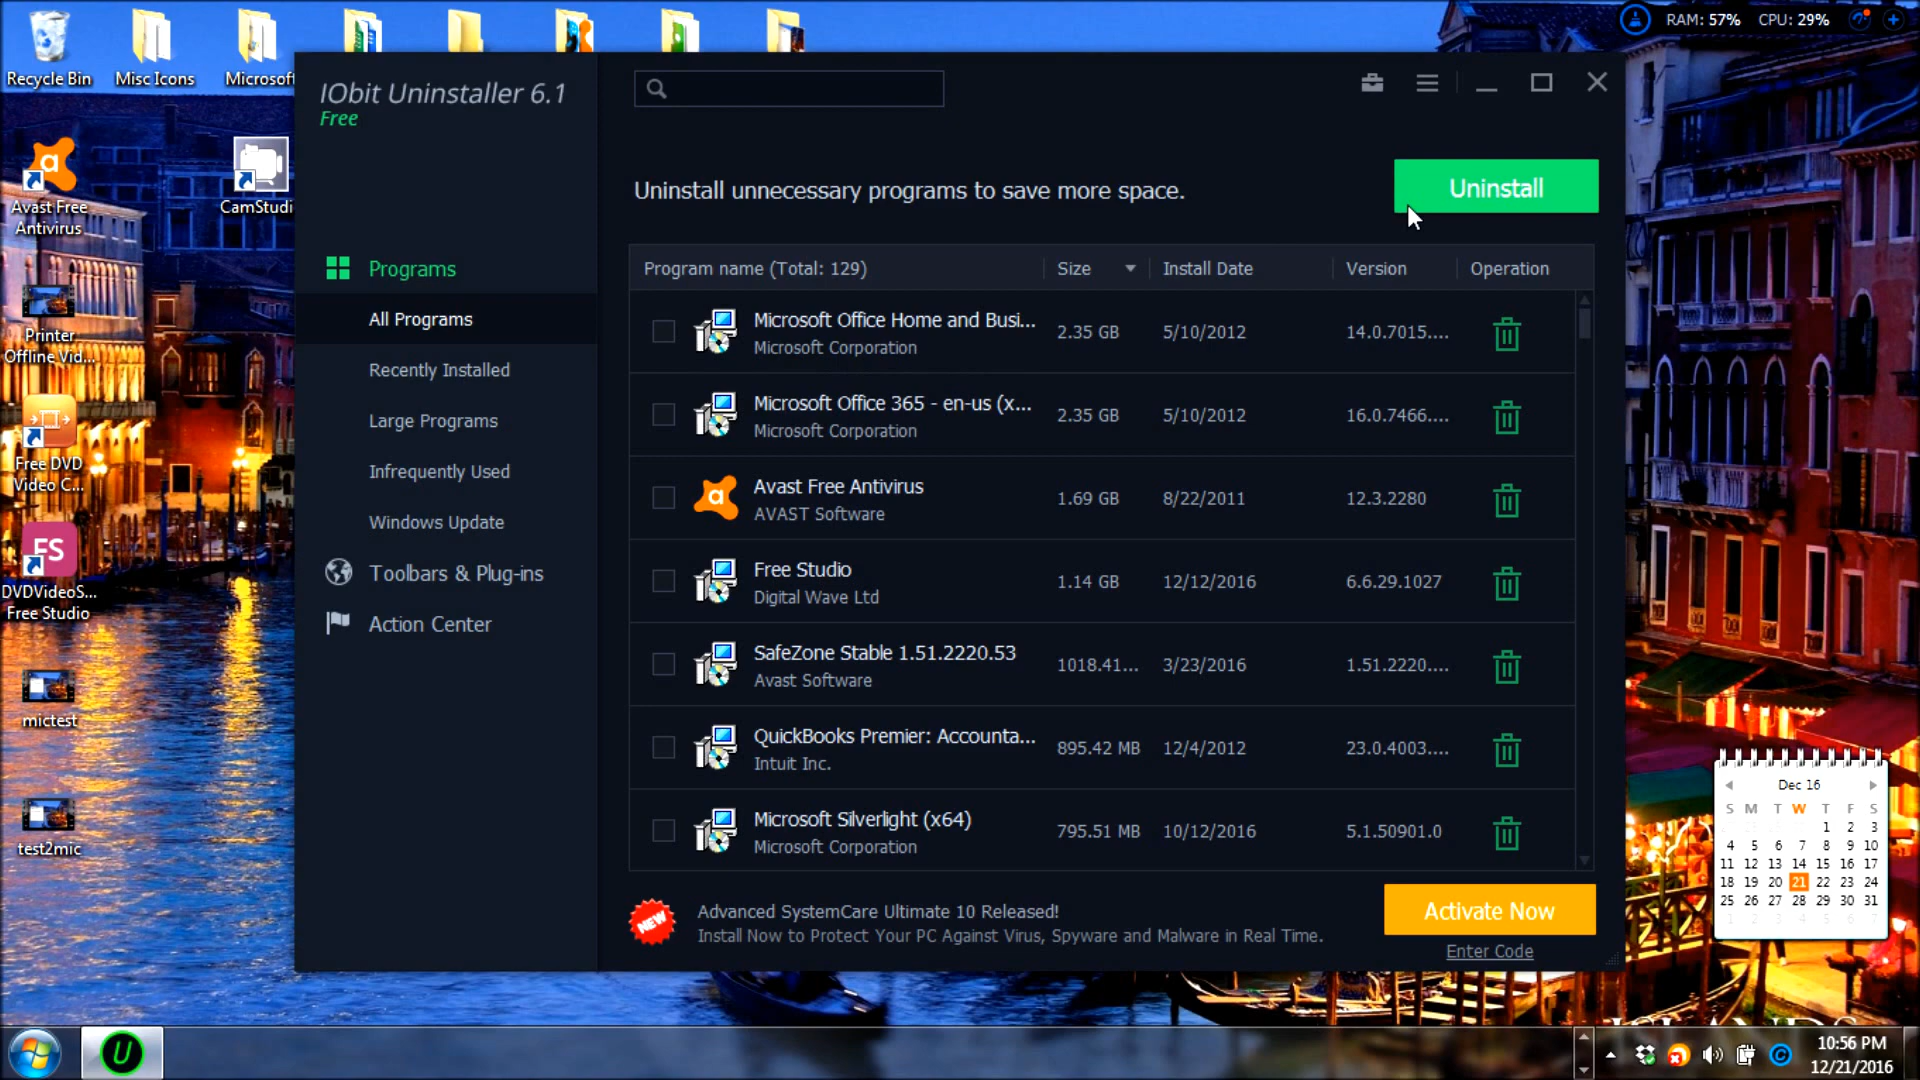 RAM: 57% CPU: 29%
Recycle Bin
Misc Icons
Microsoft
IObit Uninstaller 6.1
Free
Uninstall unnecessary programs to save more space.
Uninstall
Avast Free
Antivirus
CamStudi
Programs
All Programs
Recently Installed
Large Programs
Infrequently Used
Windows Update
Toolbars & Plug-ins
Action Center
Printer
Offline Vid...
Free DVD
Video C...
FS
DVDVideoS...
Free Studio
mictest
test2mic
Program name (Total: 129) Size Install Date Version Operation
Microsoft Office Home and Busi... 2.35 GB 5/10/2012 14.0.7015....
Microsoft Corporation
Microsoft Office 365 - en-us (x... 2.35 GB 5/10/2012 16.0.7466....
Microsoft Corporation
Avast Free Antivirus 1.69 GB 8/22/2011 12.3.2280
AVAST Software
Free Studio 1.14 GB 12/12/2016 6.6.29.1027
Digital Wave Ltd
SafeZone Stable 1.51.2220.53 1018.41... 3/23/2016 1.51.2220....
Avast Software
QuickBooks Premier: Accounta... 895.42 MB 12/4/2012 23.0.4003....
Intuit Inc.
Microsoft Silverlight (x64) 795.51 MB 10/12/2016 5.1.50901.0
Microsoft Corporation
NEW
Advanced SystemCare Ultimate 10 Released!
Install Now to Protect Your PC Against Virus, Spyware and Malware in Real Time.
Activate Now
Enter Code
Dec 16
S M T W T F S
1 2 3
4 5 6 7 8 9 10
11 12 13 14 15 16 17
18 19 20 21 22 23 24
25 26 27 28 29 30 31
10:56 PM
12/21/2016